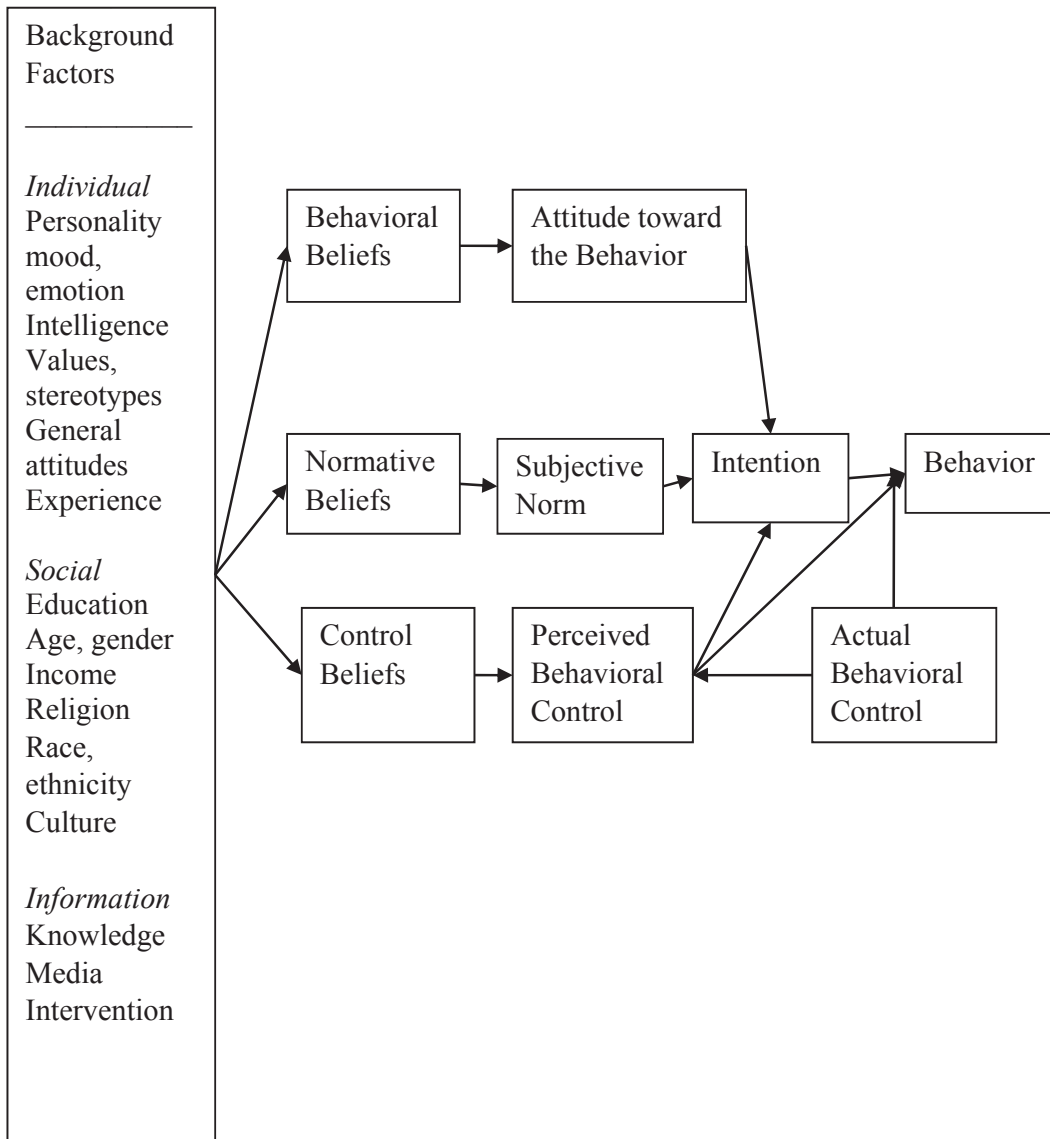 Background
Factors
Individual
Personality
mood,
emotion
Intelligence
Values,
stereotypes
General
attitudes
Experience
Social
Education
Age, gender
Income
Religion
Race,
ethnicity
Culture
Information
Knowledge
Media
Intervention
Behavioral
Beliefs
Attitude toward
the Behavior
Normative
Beliefs
Subjective
Norm
Intention
Behavior
Control
Beliefs
Perceived
Behavioral
Control
Actual
Behavioral
Control